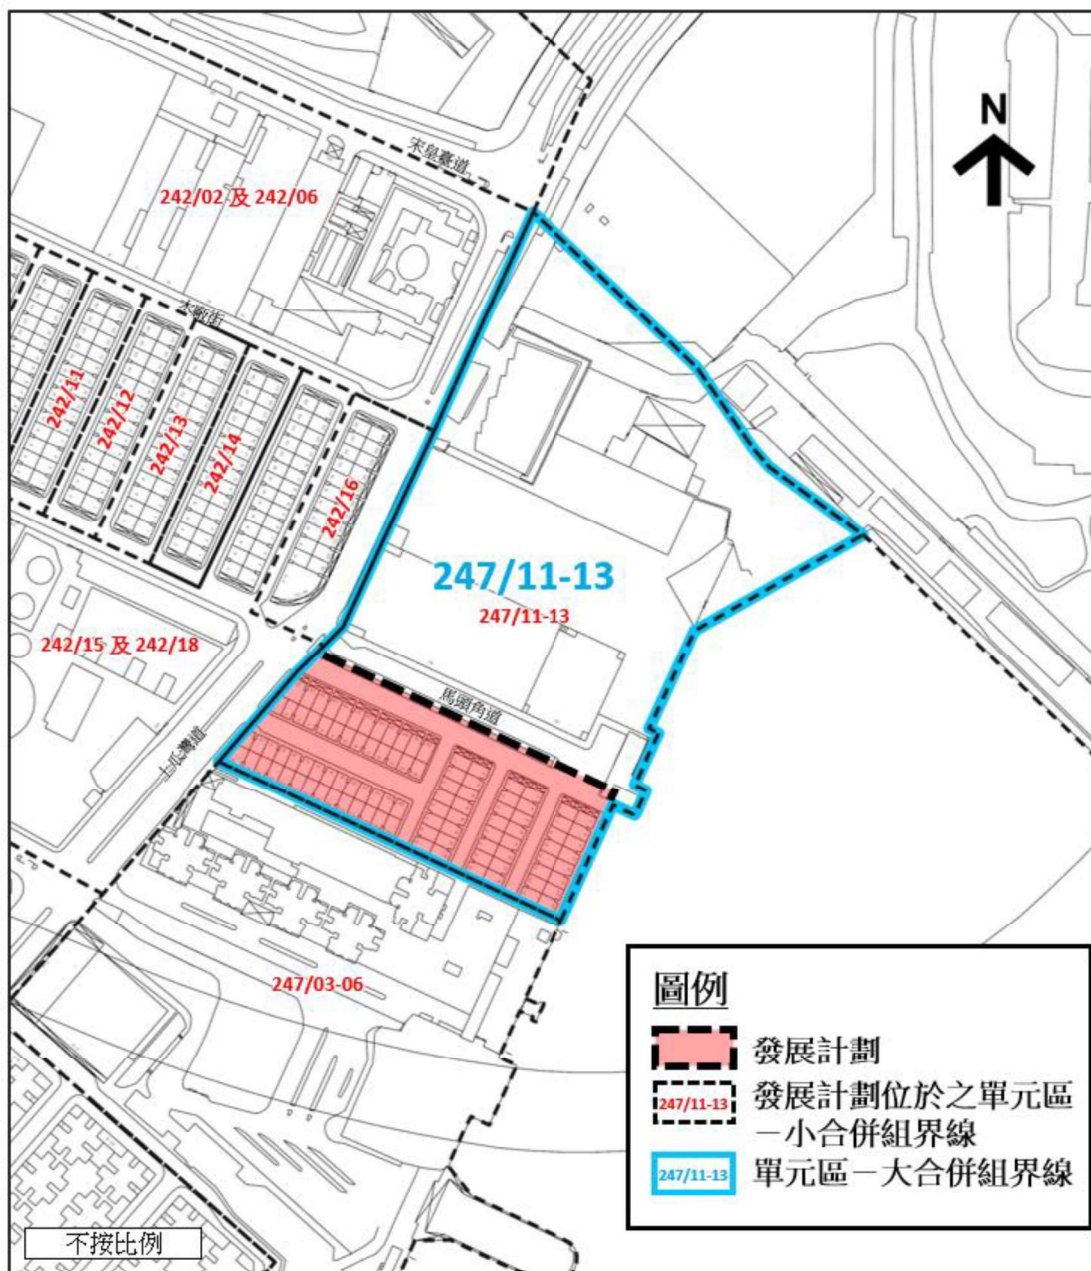 N
宋皇臺道
242/02 及 242/06
木廠街
242/11
242/12
242/13
242/14
242/16
247/11-13
247/11-13
242/15 及 242/18
馬頭角道
土瓜灣道
247/03-06
圖例
發展計劃
247/11-13
發展計劃位於之單元區
－小合併組界線
247/11-13
單元區－大合併組界線
不按比例